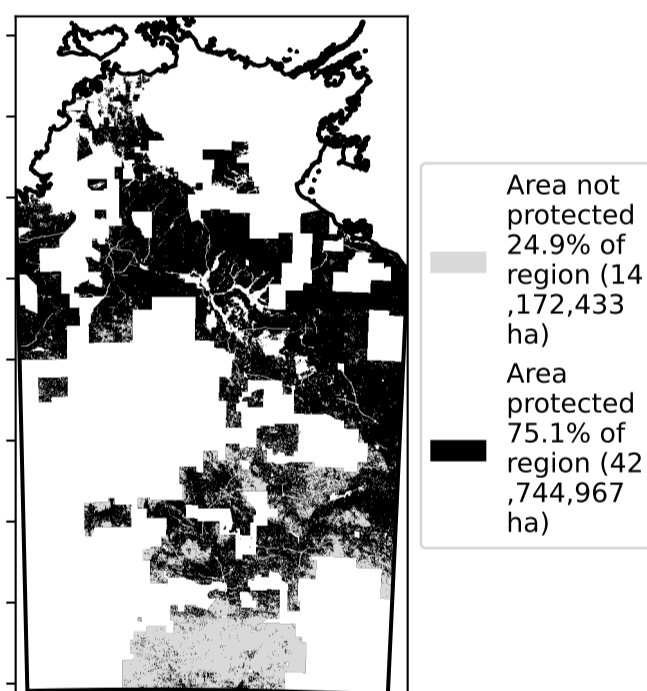 Area not
protected
24.9% of
region (14
,172,433
ha)
Area
protected
75.1% of
region (42
,744,967
ha)